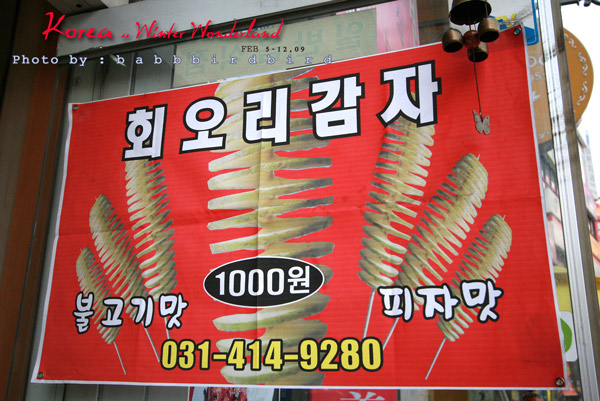 Korea .. Winter Wonderland
FEB 5-12,09
Photo by : babbbirdbird
회오리감자
1000원
불고기맛
피자맛
031-414-9280